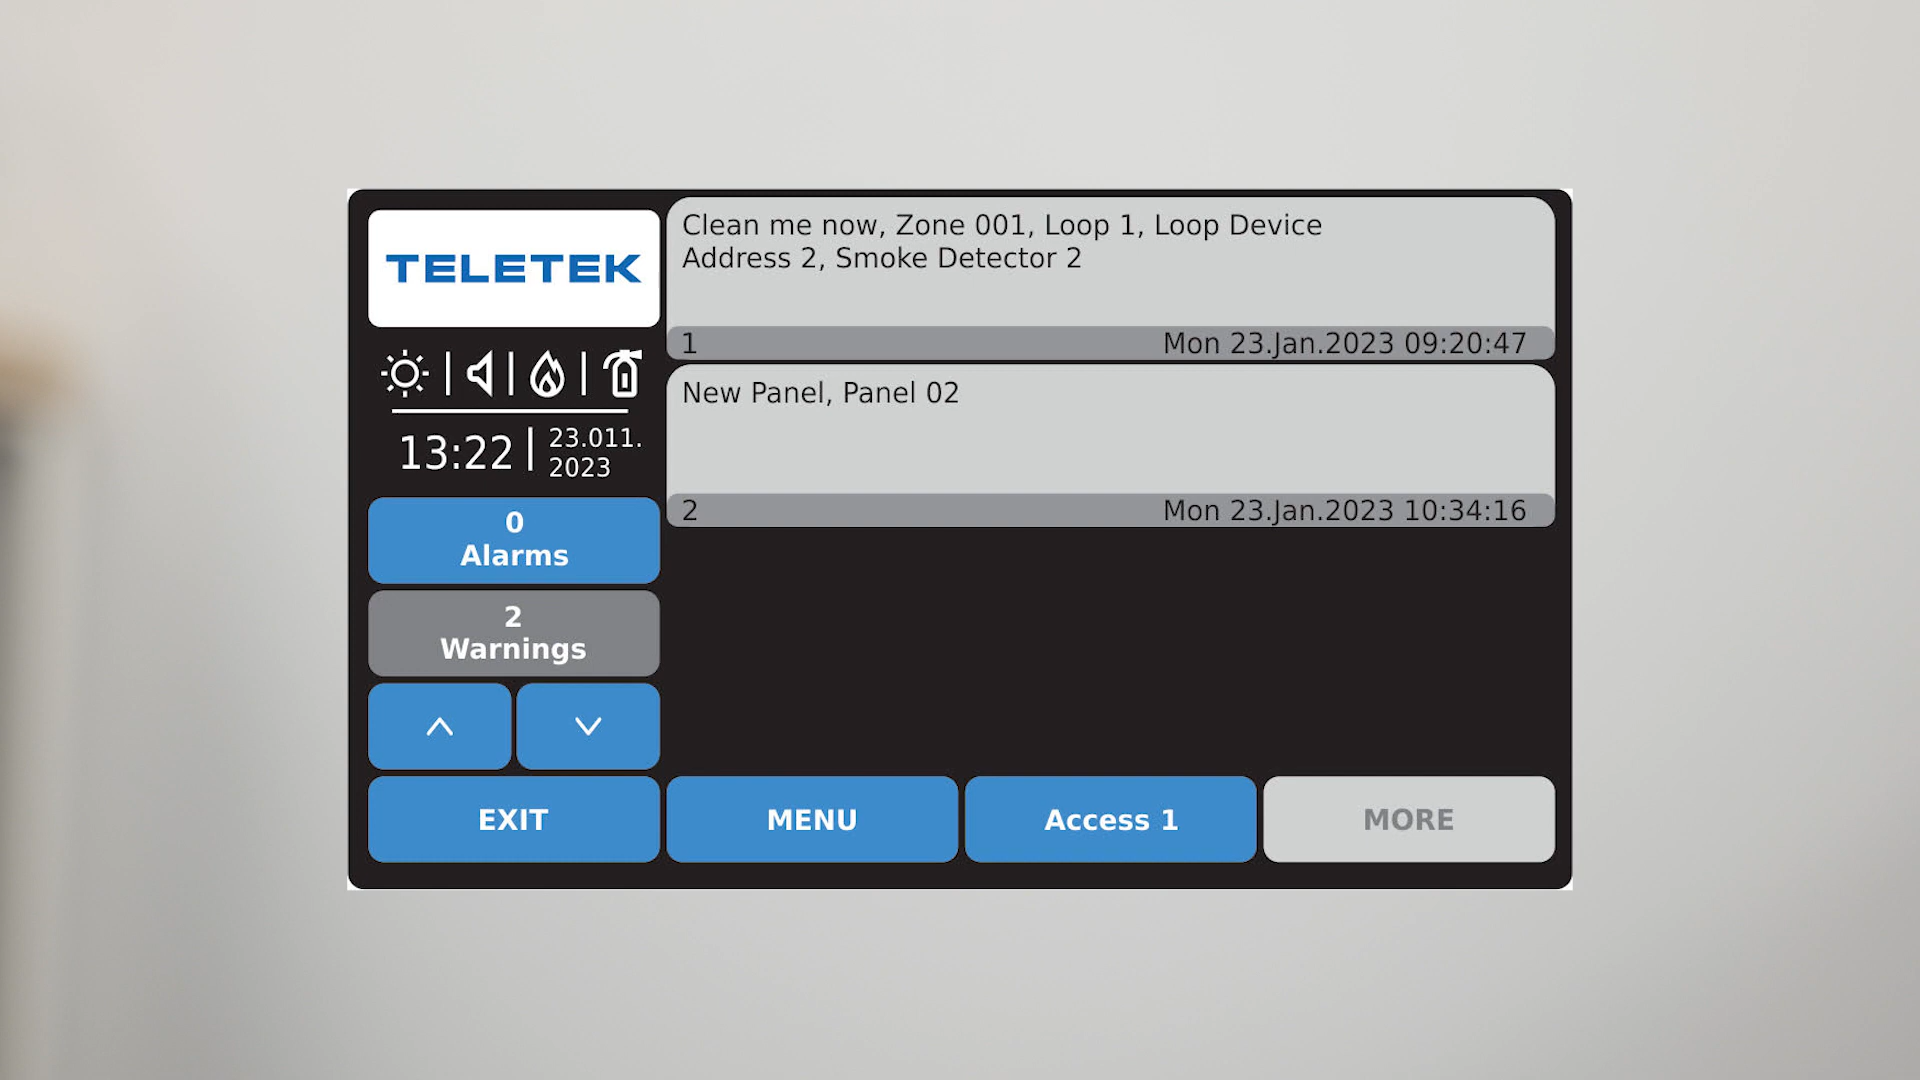 TELETEK
13:22
23.011.
2023
0
Alarms
2
Warnings
Clean me now, Zone 001, Loop 1, Loop Device
Address 2, Smoke Detector 2
1 Mon 23.Jan.2023 09:20:47
New Panel, Panel 02
2 Mon 23.Jan.2023 10:34:16
EXIT
MENU
Access 1
MORE